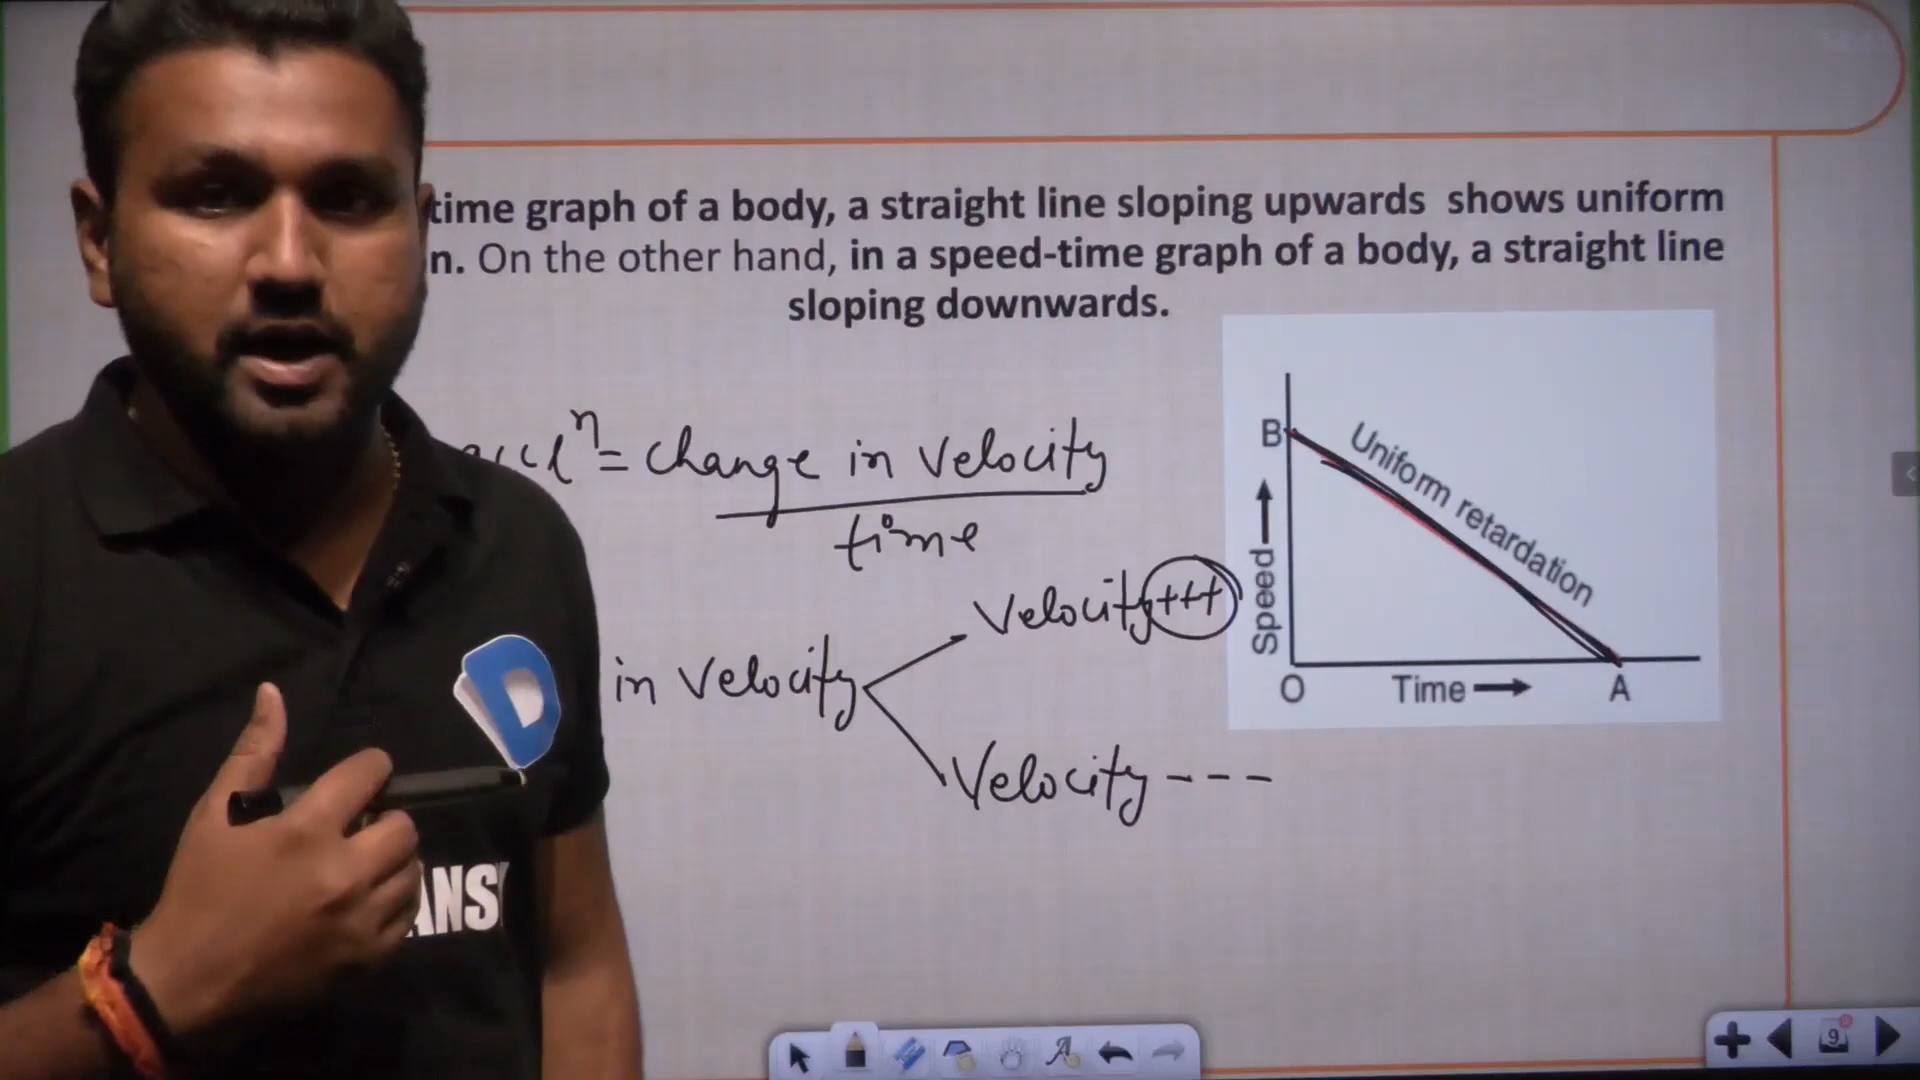 time graph of a body, a straight line sloping upwards shows uniform
n. On the other hand, in a speed-time graph of a body, a straight line
sloping downwards.
= change in velocity
time
in velocity
Velocity +++
Velocity ---
B
Uniform retardation
Speed
O Time A
D
ANS
9